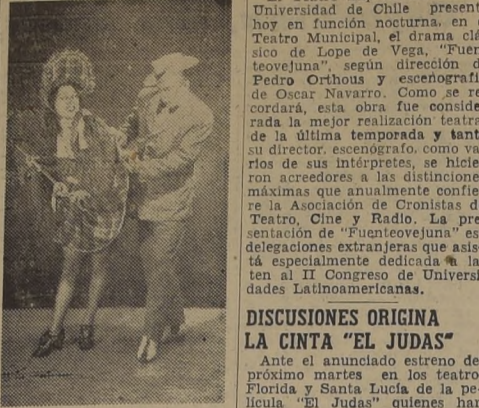 Universidad de Chile present
hoy en función nocturna, en e
Teatro Municipal, el drama clá
sico de Lope de Vega, "Fuen
teovejuna", según dirección d
Pedro Orthous y escenografí
de Oscar Navarro. Como se re
cordará, esta obra fue conside
rada la mejor realización teatra
de la última temporada y tant
su director, escenógrafo, como va
rios de sus intérpretes, se hicie
ron acreedores a las distincione
máximas que anualmente confie
re la Asociación de Cronistas d
Teatro, Cine y Radio. La pre
sentación de "Fuenteovejuna" es
delegaciones extranjeras que asis
tá especialmente dedicada a la
ten al II Congreso de Universi
dades Latinoamericanas.
DISCUSIONES ORIGINA
LA CINTA "EL JUDAS"
Ante el anunciado estreno de
próximo martes en los teatro
Florida y Santa Lucía de la pe
lícula "El Judas" quienes han